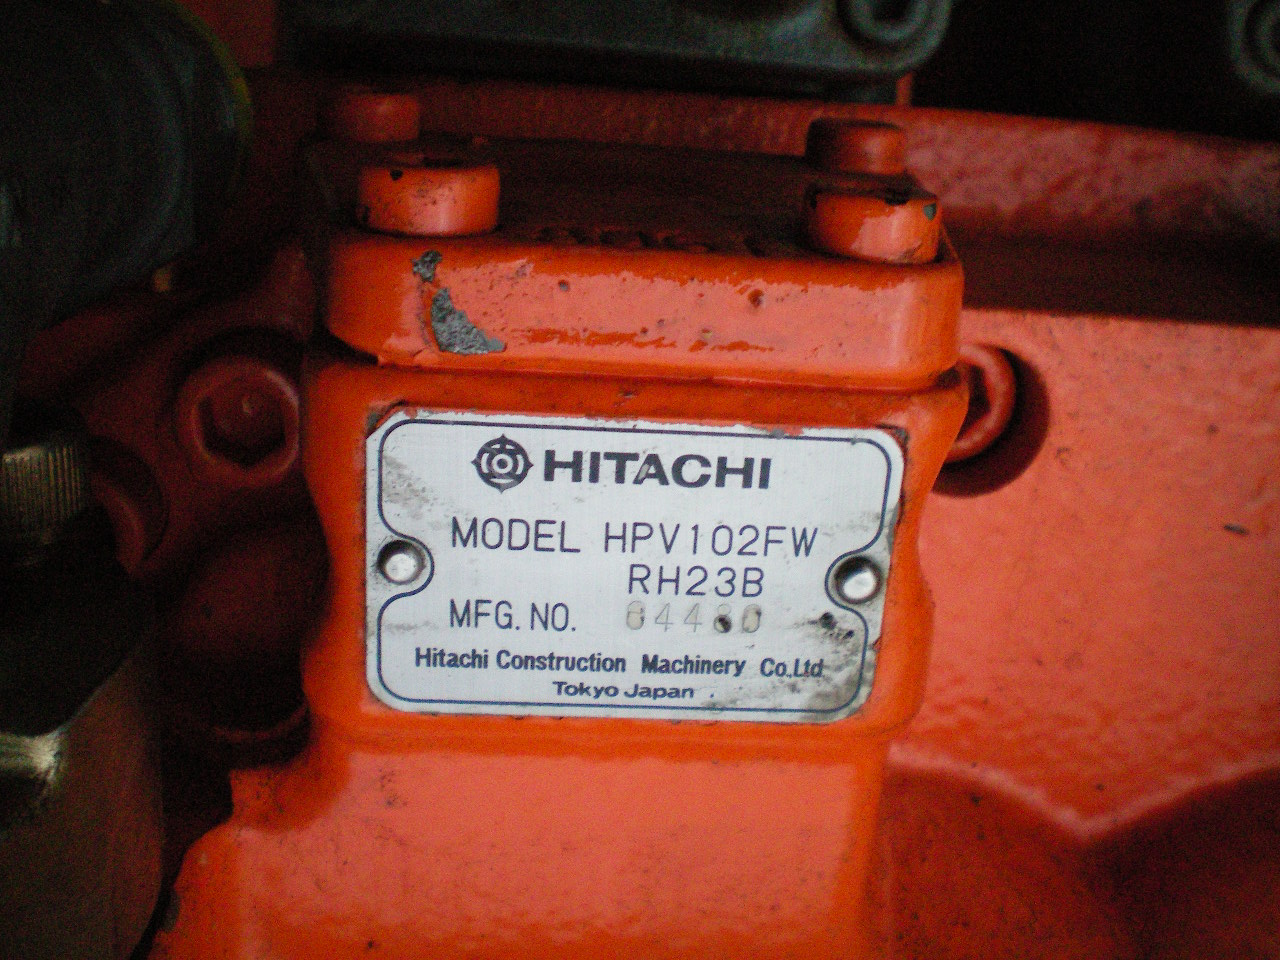 HITACHI
MODEL HPV102FW
RH23B
MFG. NO.
Hitachi Construction Machinery Co.,Ltd
Tokyo Japan